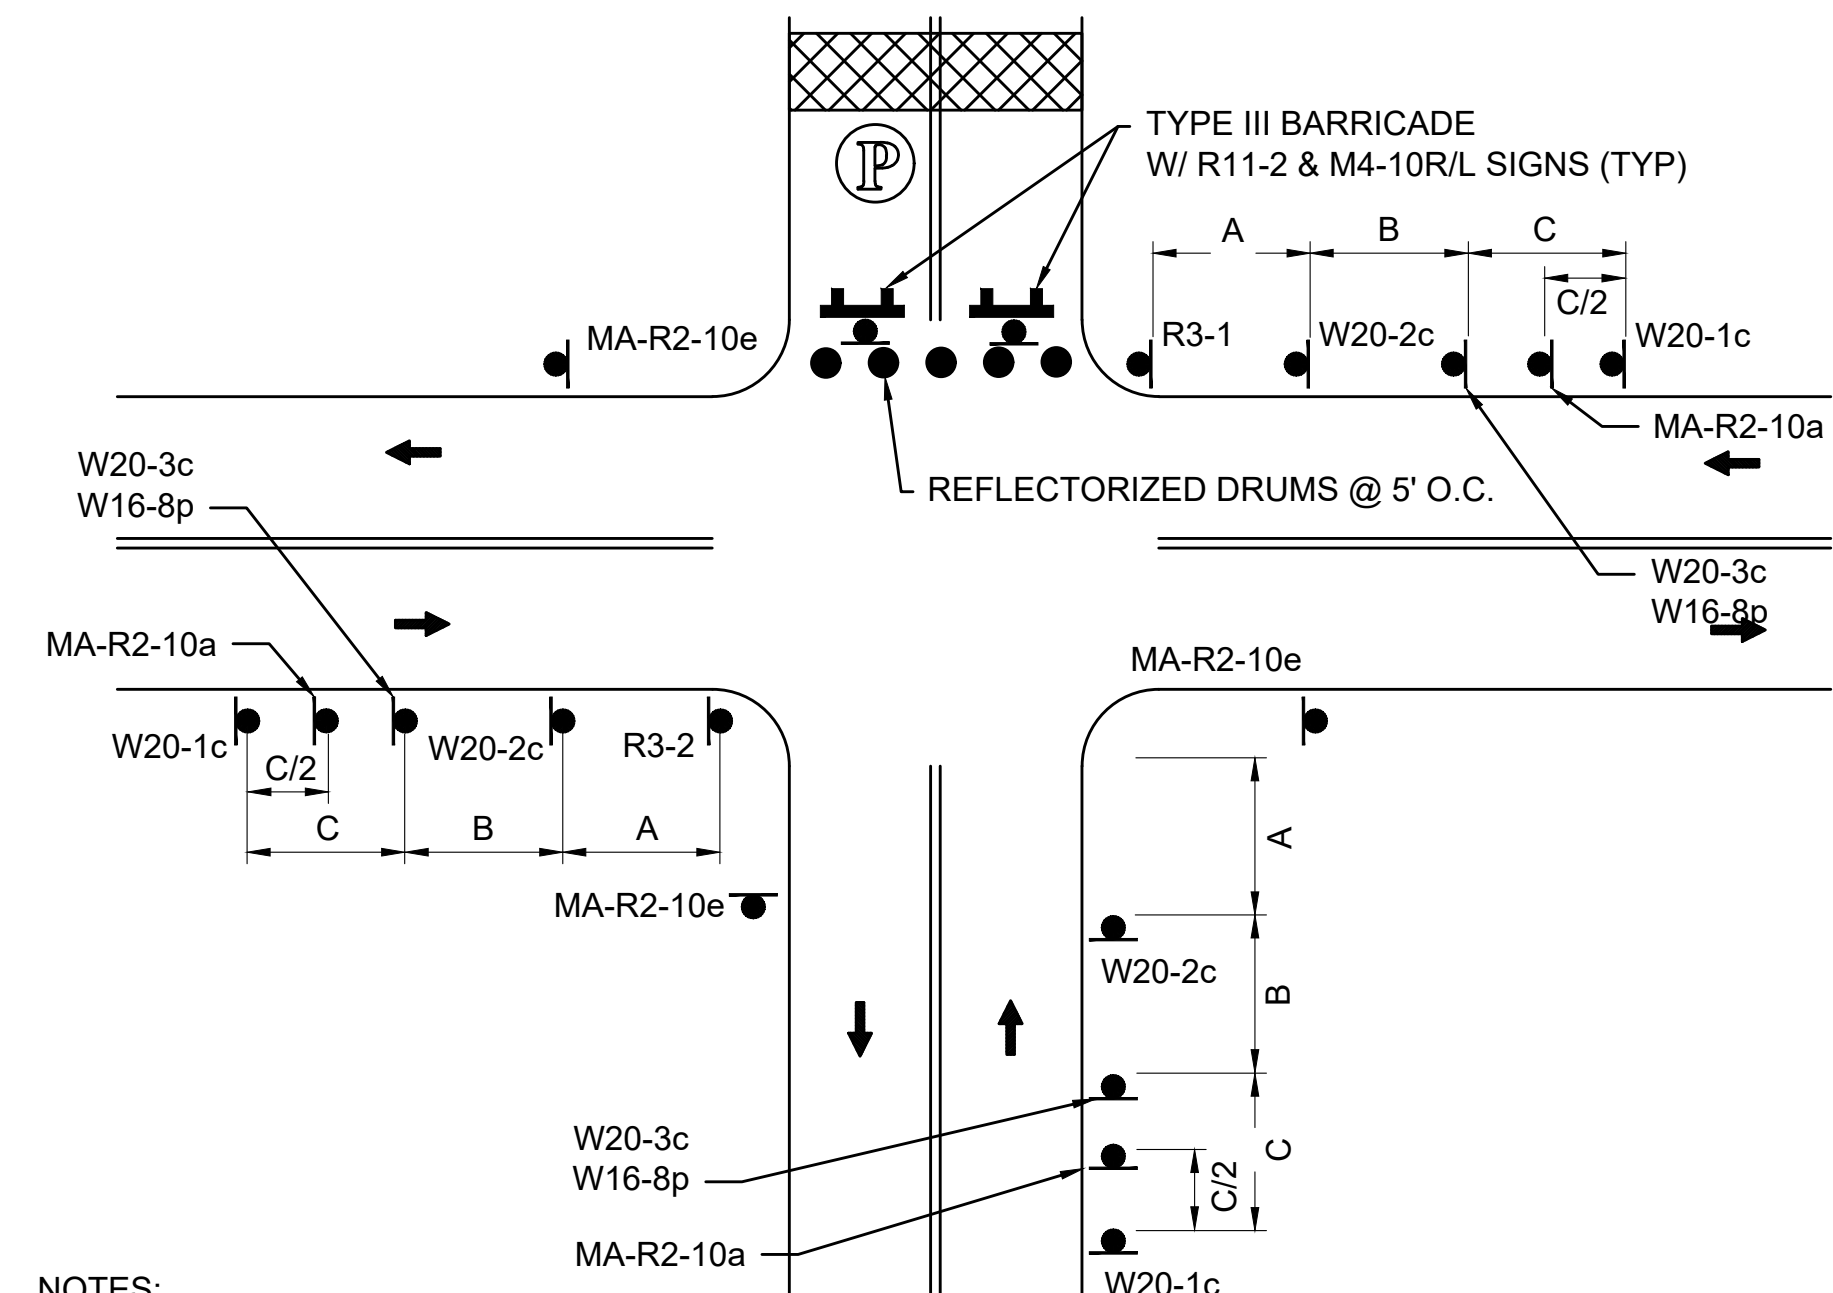 TYPE III BARRICADE
W/ R11-2 & M4-10R/L SIGNS (TYP)
P
A
B
C
C/2
MA-R2-10e
R3-1
W20-2c
W20-1c
MA-R2-10a
W20-3c
W16-8p
REFLECTORIZED DRUMS @ 5' O.C.
W20-3c
W16-8p
MA-R2-10a
MA-R2-10e
W20-1c
W20-2c
R3-2
C/2
C
B
A
A
MA-R2-10e
W20-2c
B
W20-3c
W16-8p
C
C/2
MA-R2-10a
W20-1c
NOTES: